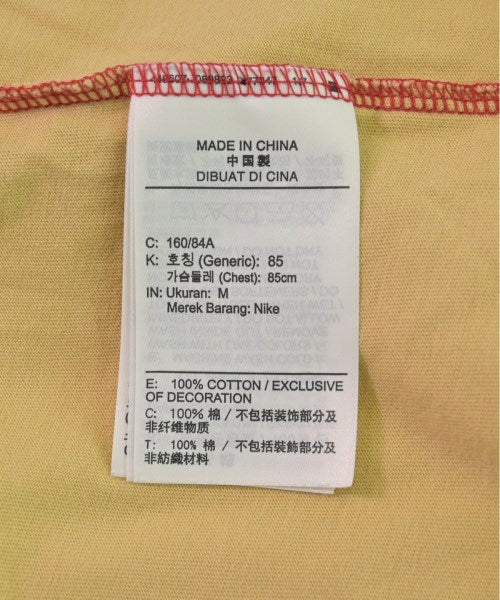 MADE IN CHINA
中国製
DIBUAT DI CINA
C: 160/84A
K: 호칭 (Generic): 85
가슴둘레 (Chest): 85cm
IN: Ukuran: M
Merek Barang: Nike
E: 100% COTTON / EXCLUSIVE
OF DECORATION
C: 100% 棉 / 不包括装饰部分及
非纤维物质
T: 100% 棉 / 不包括裝飾部分及
非紡織材料